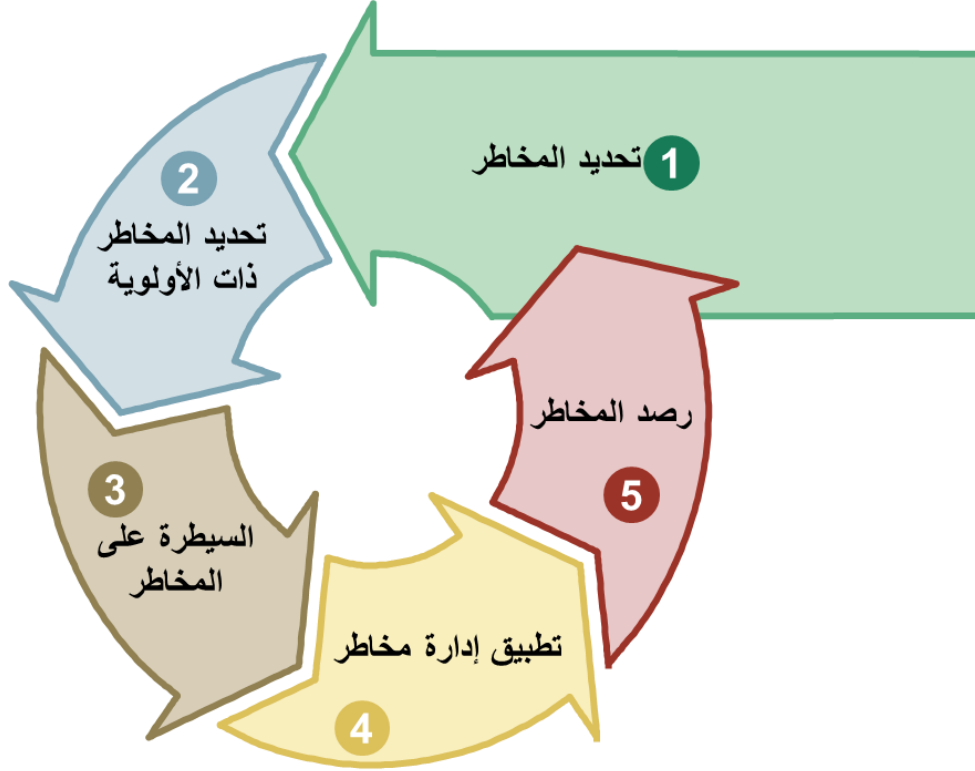 1 تحديد المخاطر
2
تحديد المخاطر
ذات الأولوية
3
السيطرة على
المخاطر
تطبيق إدارة مخاطر
4
رصد المخاطر
5